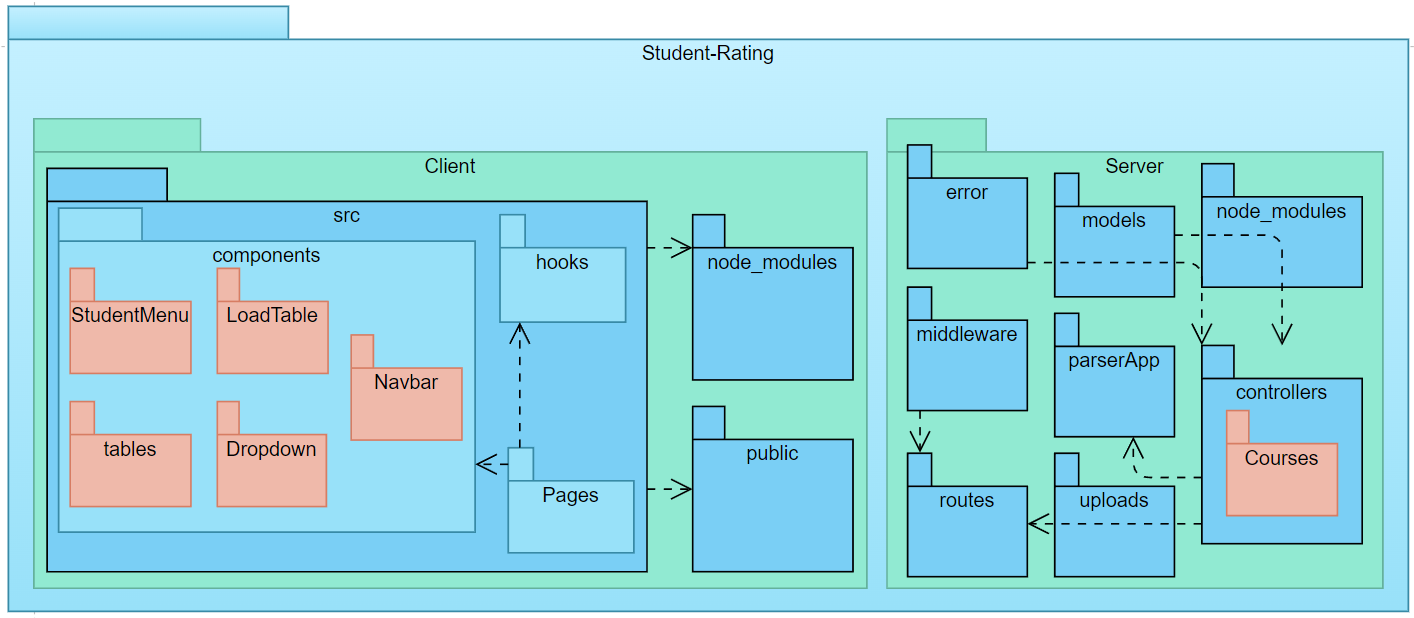 Student-Rating
Client
src
components
StudentMenu
LoadTable
Navbar
tables
Dropdown
hooks
Pages
node_modules
public
Server
error
models
node_modules
middleware
parserApp
controllers
Courses
routes
uploads